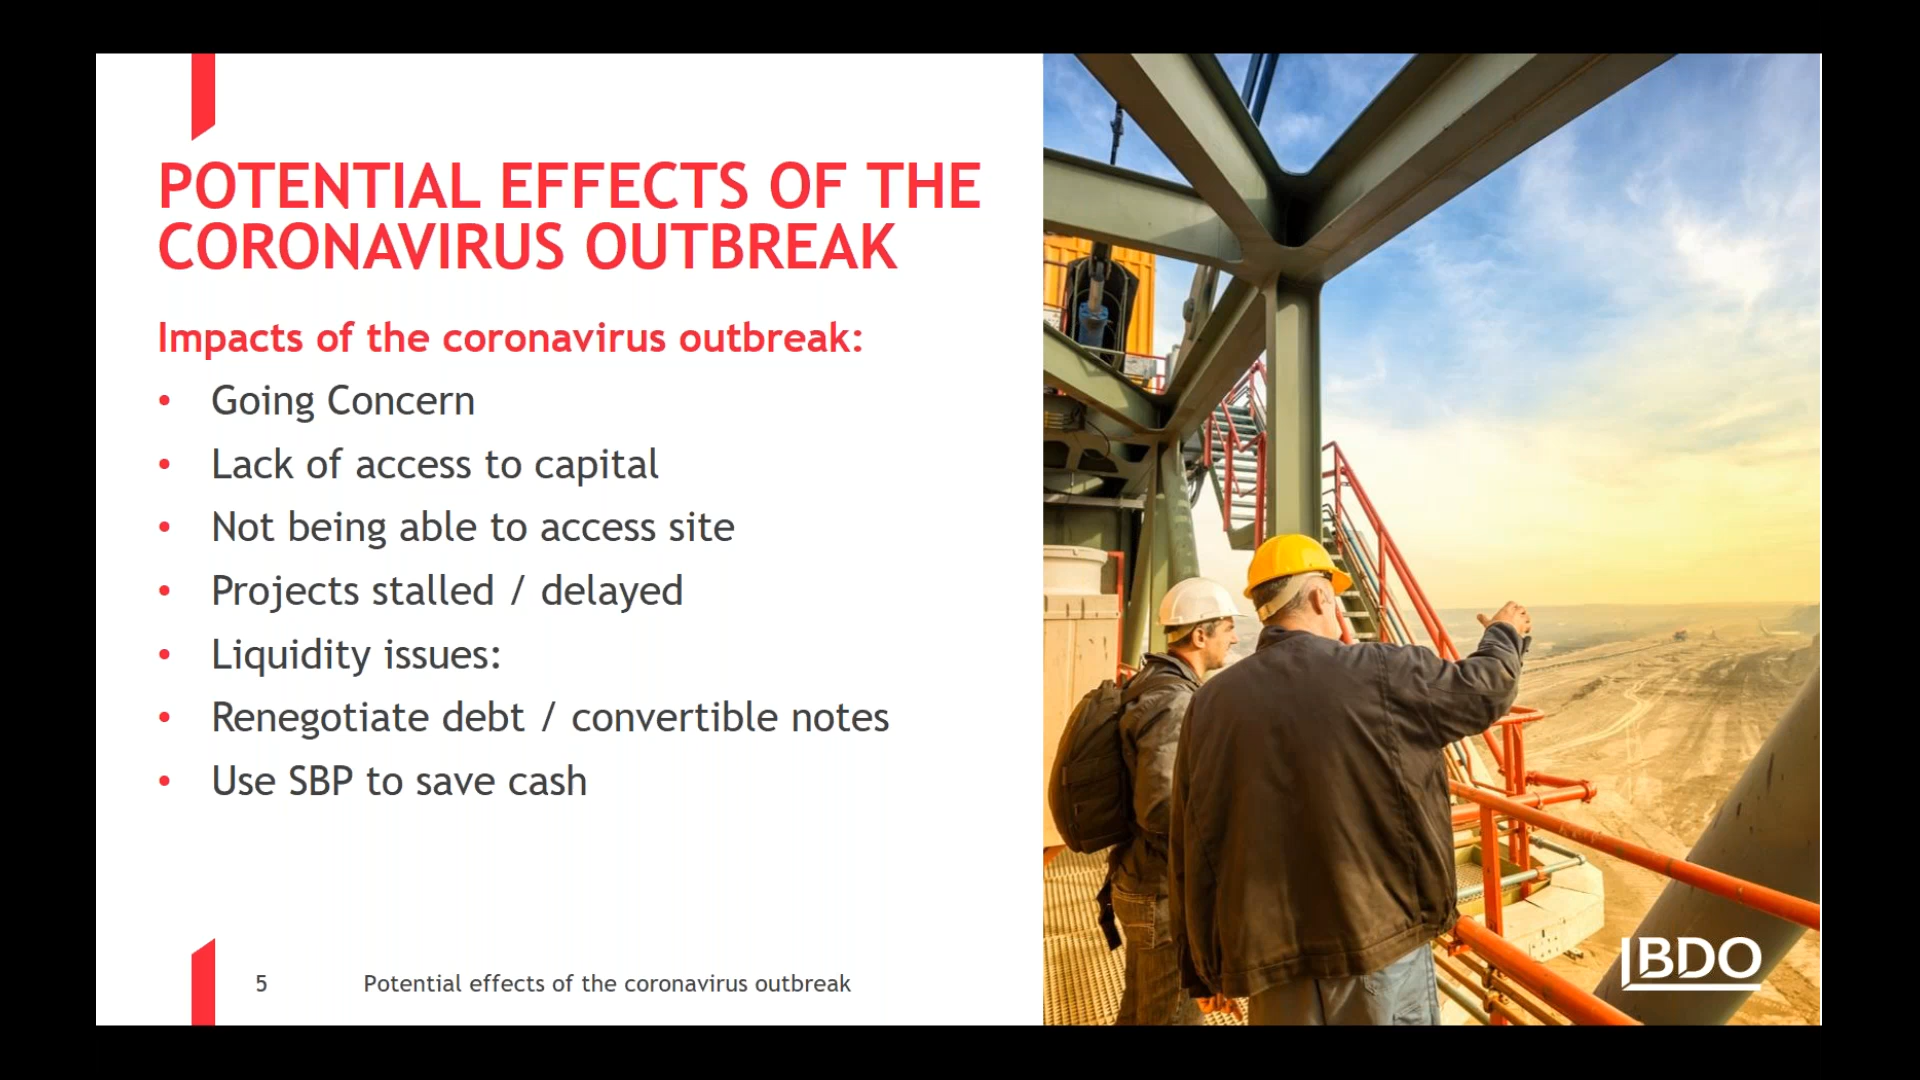 POTENTIAL EFFECTS OF THE
CORONAVIRUS OUTBREAK
Impacts of the coronavirus outbreak:
• Going Concern
• Lack of access to capital
• Not being able to access site
• Projects stalled / delayed
• Liquidity issues:
• Renegotiate debt / convertible notes
• Use SBP to save cash
5 Potential effects of the coronavirus outbreak
BDO